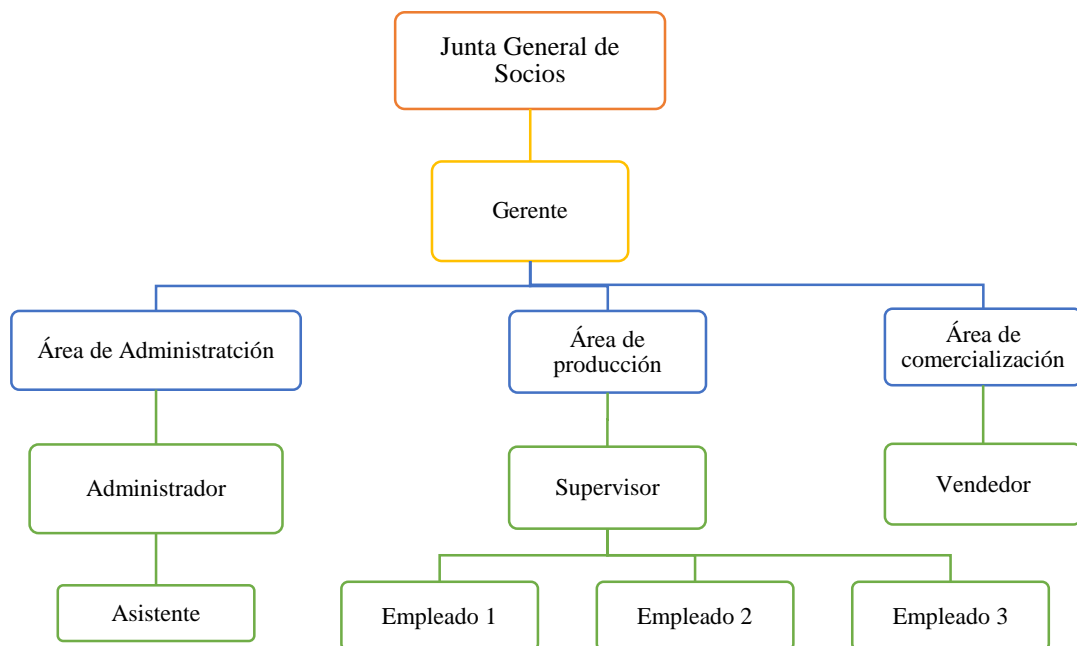 Junta General de
Socios
Gerente
Área de Administratción
Área de
producción
Área de
comercialización
Administrador
Supervisor
Vendedor
Asistente
Empleado 1
Empleado 2
Empleado 3